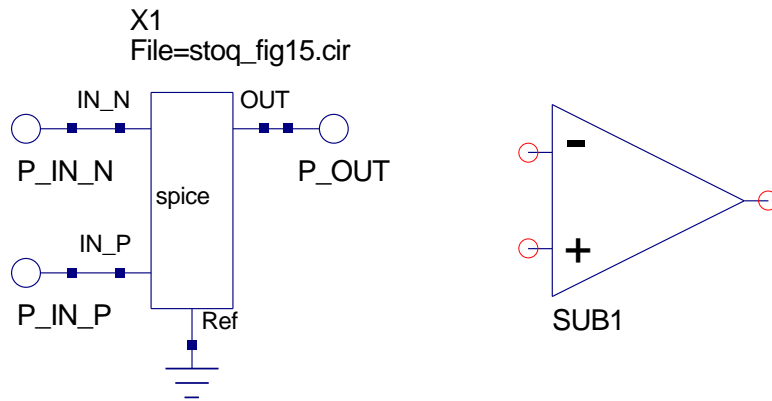 X1
File=stoq_fig15.cir
IN_N
OUT
P_IN_N
P_OUT
spice
IN_P
P_IN_P
Ref
-
+
SUB1